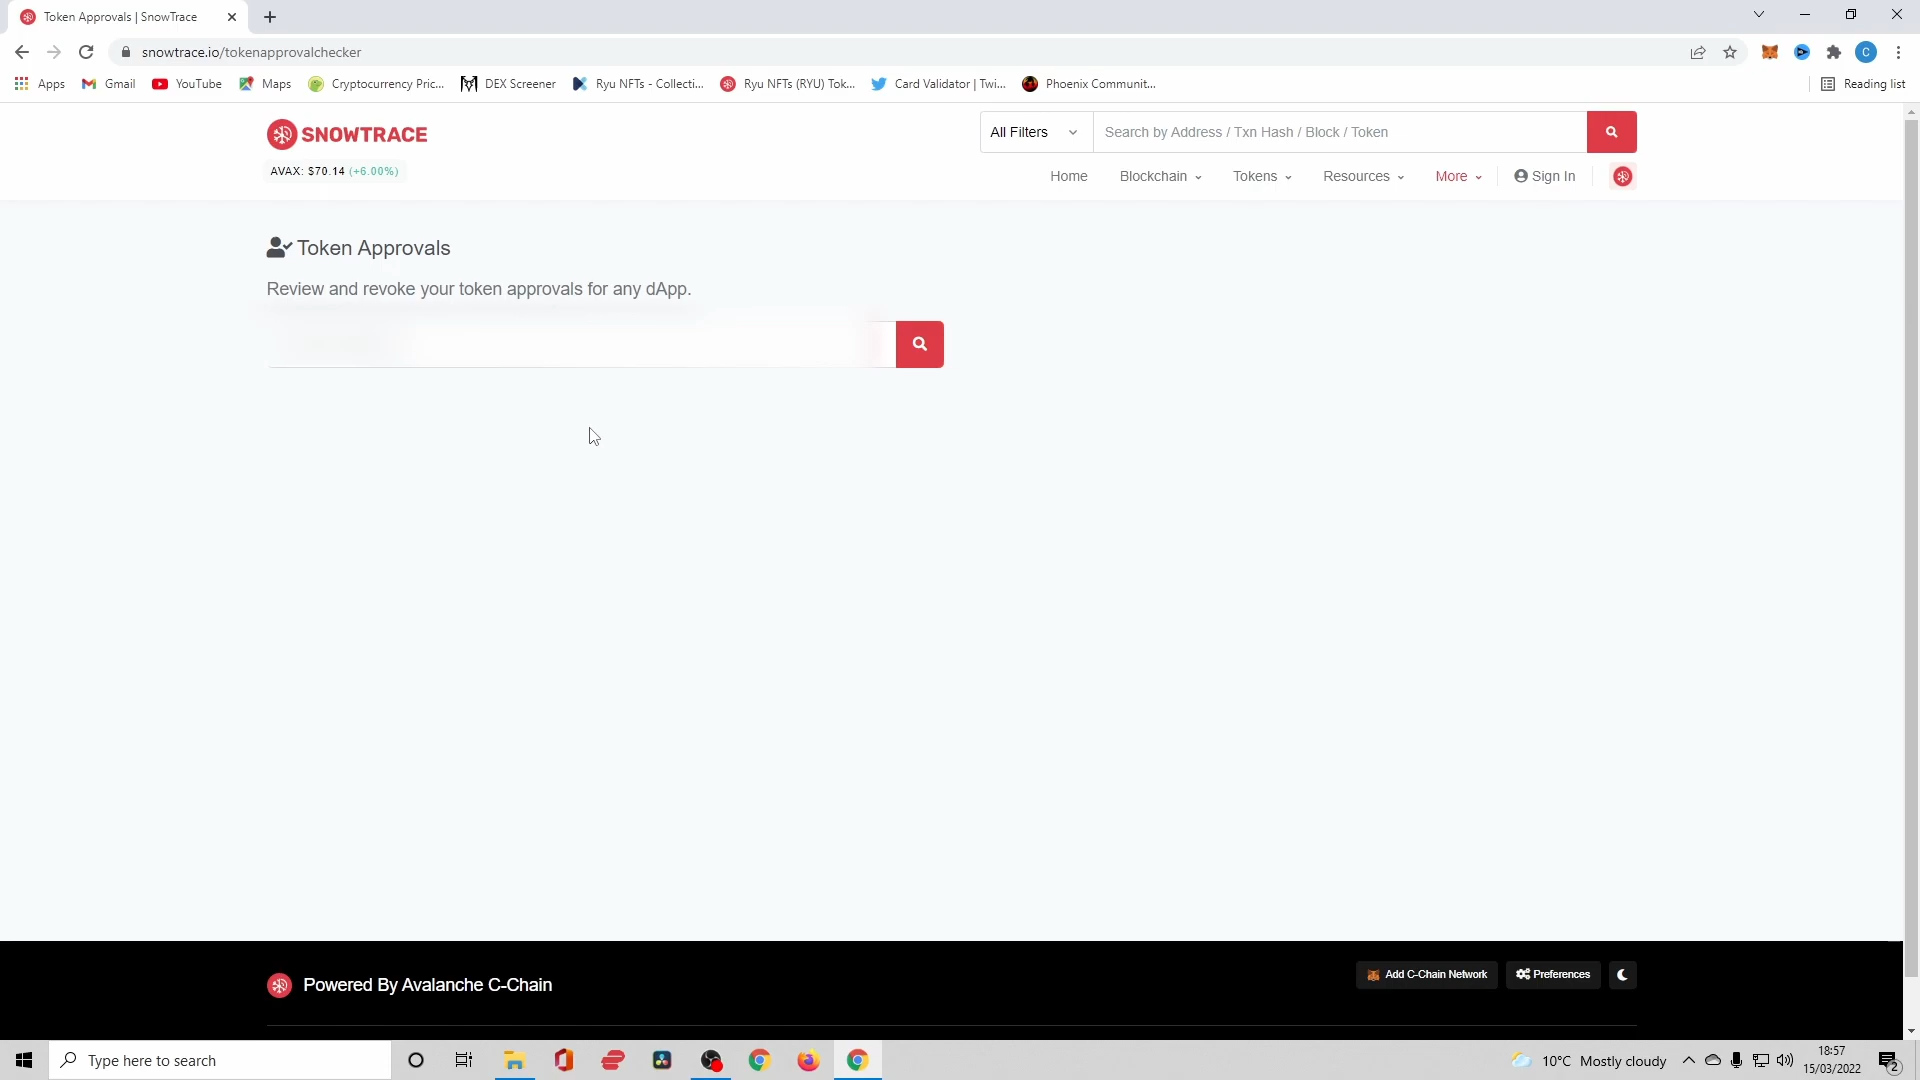 Token Approvals | SnowTrace
snowtrace.io/tokenapprovalchecker
C
Apps Gmail YouTube Maps Cryptocurrency Pric... DEX Screener Ryu NFTs - Collecti... Ryu NFTs (RYU) Tok... Card Validator | Twi... Phoenix Communit... Reading list
SNOWTRACE
All Filters Search by Address / Txn Hash / Block / Token
AVAX: $70.14 (+6.00%)
Home Blockchain Tokens Resources More Sign In
Token Approvals
Review and revoke your token approvals for any dApp.
Powered By Avalanche C-Chain
Add C-Chain Network Preferences
Type here to search
10°C Mostly cloudy
18:57
15/03/2022
2